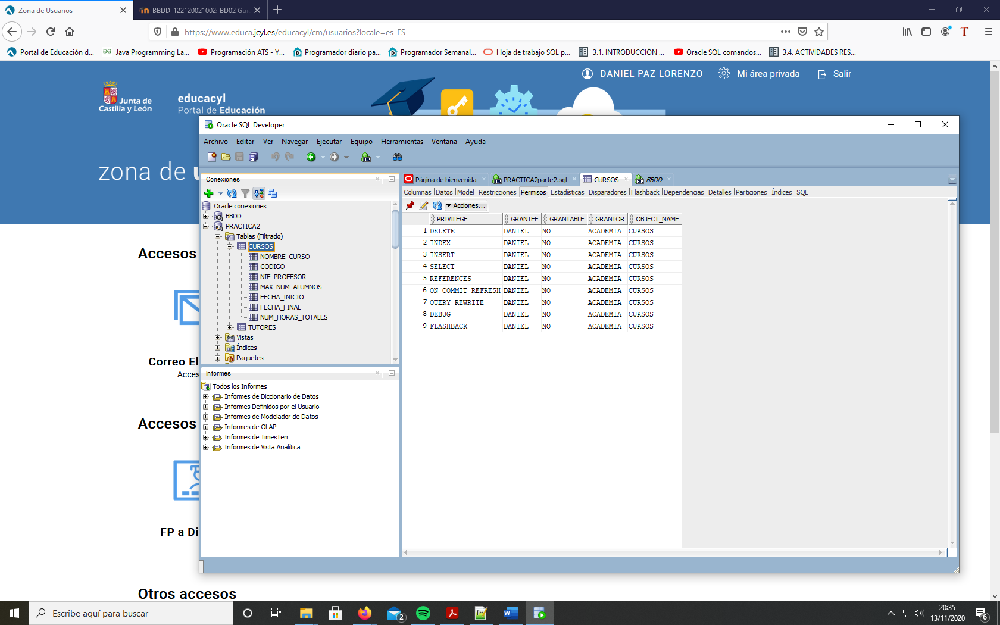 Zona de Usuarios
BBDD_122120021002: BD02 Gui
https://www.educa.jcyl.es/educacyl/cm/usuarios?locale=es_ES
Portal de Educación d... Java Programming La... Programación ATS - Y... Programador diario pa... Programador Semanal... Hoja de trabajo SQL p... 3.1. INTRODUCCIÓN ... Oracle SQL comandos... 3.4. ACTIVIDADES RES...
DANIEL PAZ LORENZO Mi área privada Salir
Junta de
Castilla y León
educacyl
Portal de Educación
zona de u
Accesos
Correo El
Acces
Accesos
FP a Di
Otros accesos
Oracle SQL Developer
Archivo Editar Ver Navegar Ejecutar Equipo Herramientas Ventana Ayuda
Conexiones
Oracle conexiones
BBDD
PRACTICA2
Tablas (Filtrado)
CURSOS
NOMBRE_CURSO
CODIGO
NIF_PROFESOR
MAX_NUM_ALUMNOS
FECHA_INICIO
FECHA_FINAL
NUM_HORAS_TOTALES
TUTORES
Vistas
Índices
Paquetes
Informes
Todos los Informes
Informes de Diccionario de Datos
Informes Definidos por el Usuario
Informes de Modelador de Datos
Informes de OLAP
Informes de TimesTen
Informes de Vista Analítica
Página de bienvenida PRACTICA2parte2.sql CURSOS BBDD
Columnas Datos Model Restricciones Permisos Estadísticas Disparadores Flashback Dependencias Detalles Particiones Índices SQL
Acciones...
PRIVILEGE GRANTEE GRANTABLE GRANTOR OBJECT_NAME
1 DELETE DANIEL NO ACADEMIA CURSOS
2 INDEX DANIEL NO ACADEMIA CURSOS
3 INSERT DANIEL NO ACADEMIA CURSOS
4 SELECT DANIEL NO ACADEMIA CURSOS
5 REFERENCES DANIEL NO ACADEMIA CURSOS
6 ON COMMIT REFRESH DANIEL NO ACADEMIA CURSOS
7 QUERY REWRITE DANIEL NO ACADEMIA CURSOS
8 DEBUG DANIEL NO ACADEMIA CURSOS
9 FLASHBACK DANIEL NO ACADEMIA CURSOS
Escribe aquí para buscar
2
20:35
13/11/2020
6